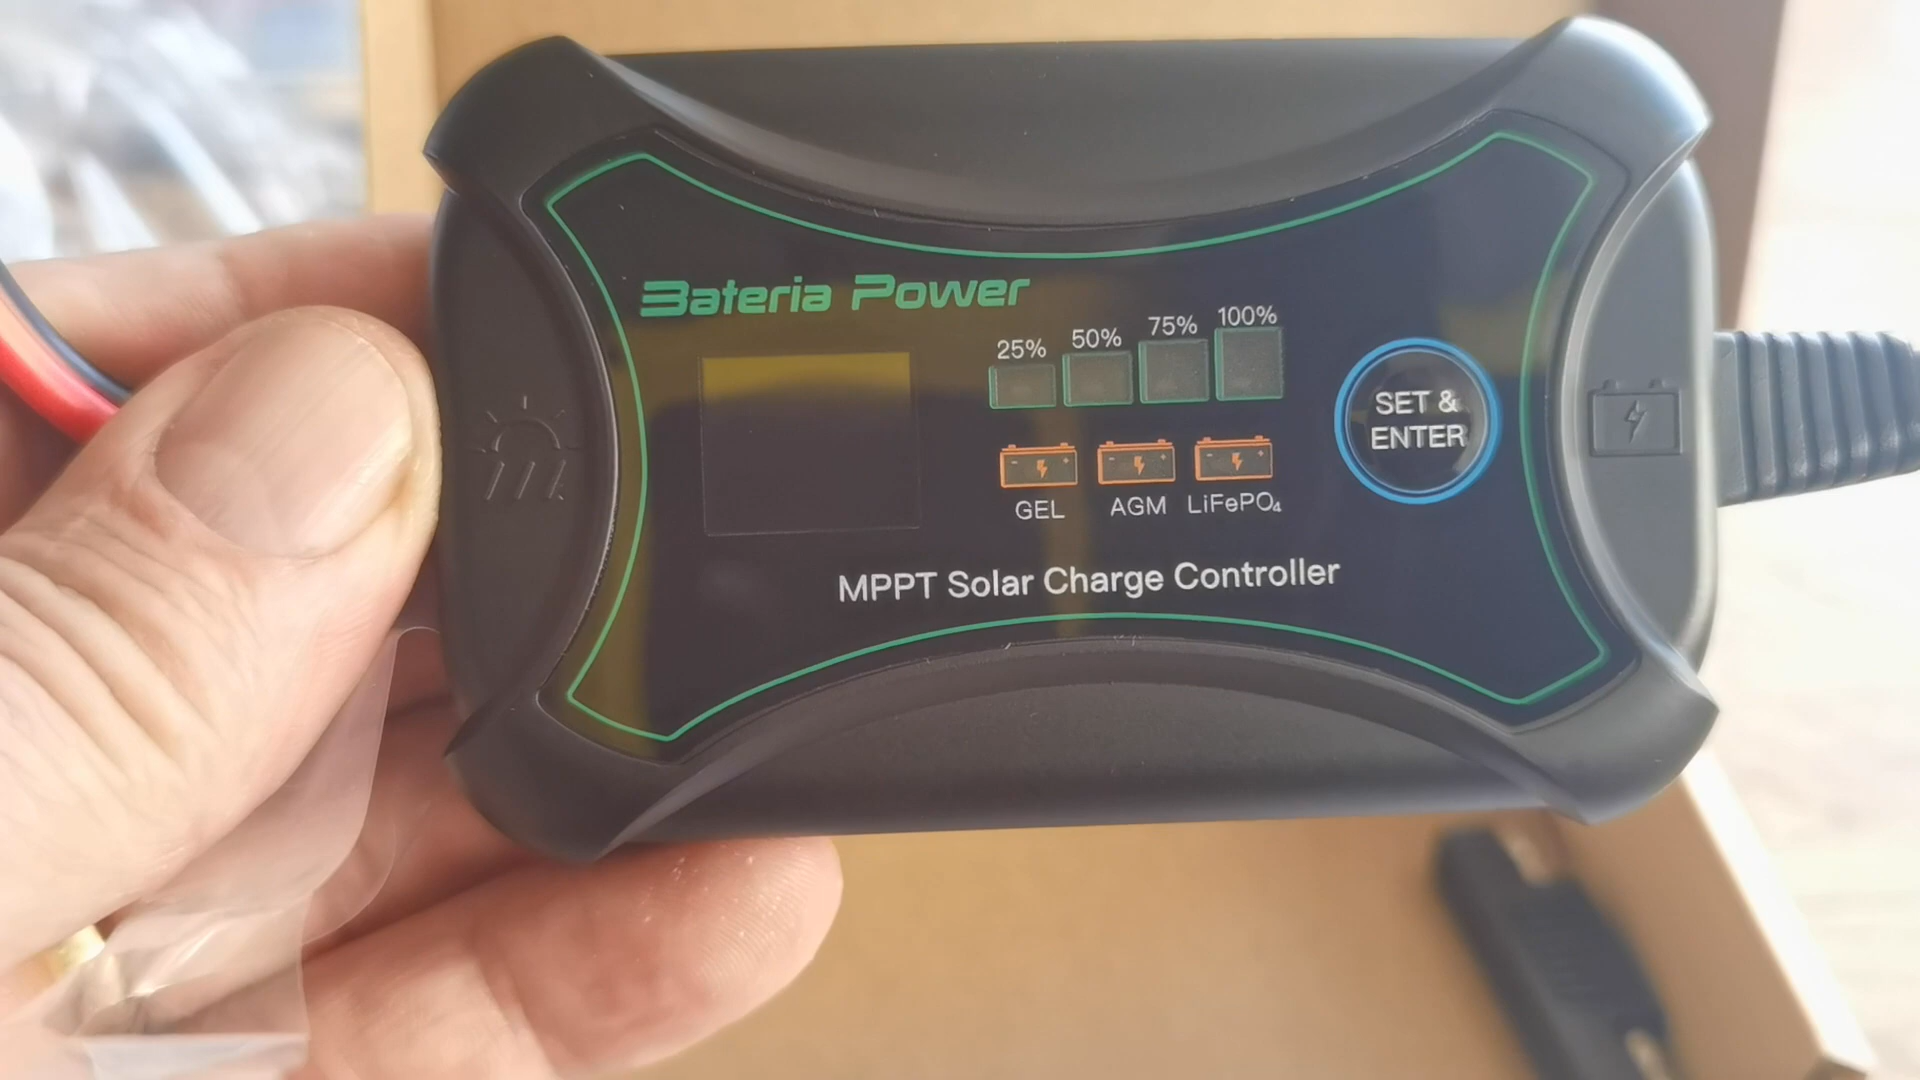 Bateria Power
25% 50% 75% 100%
SET &
ENTER
GEL AGM LiFePO₄
MPPT Solar Charge Controller